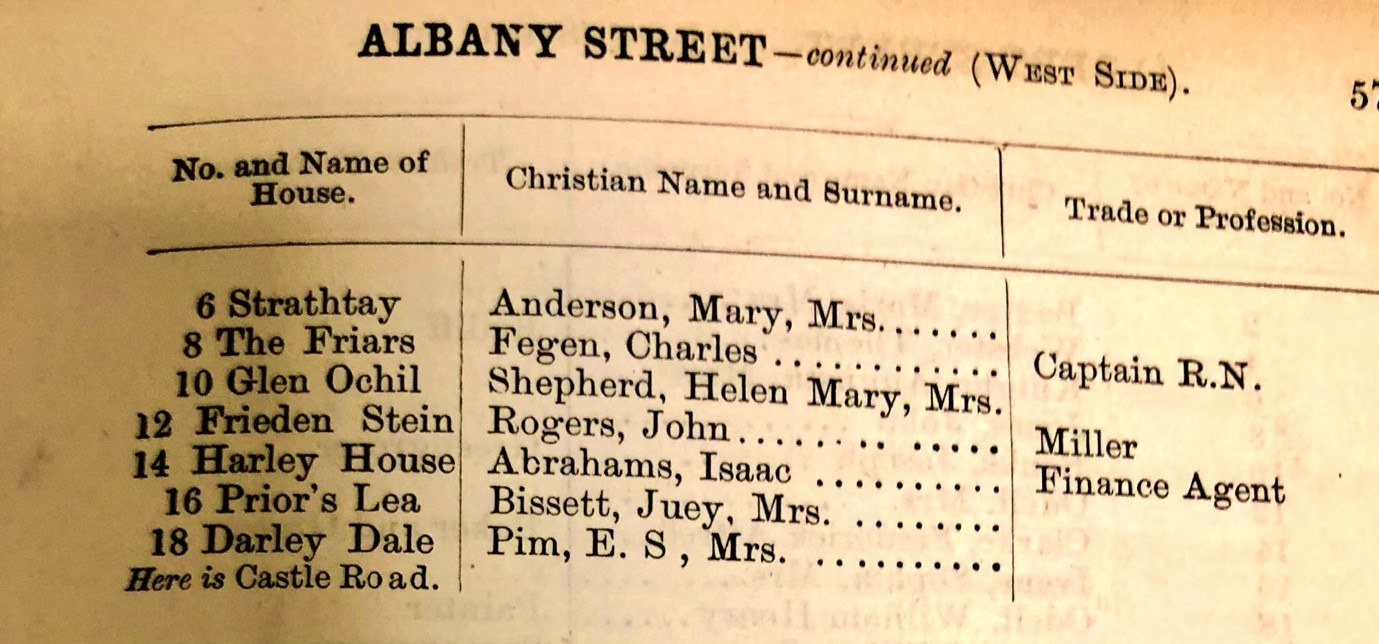 ALBANY STREET—continued (WEST SIDE).
57
No. and Name of House. Christian Name and Surname. Trade or Profession.
6 Strathtay Anderson, Mary, Mrs.......
8 The Friars Fegen, Charles ............ Captain R.N.
10 Glen Ochil Shepherd, Helen Mary, Mrs.
12 Frieden Stein Rogers, John...... .. ..... Miller
14 Harley House Abrahams, Isaac .......... Finance Agent
16 Prior's Lea Bissett, Juey, Mrs. ........
18 Darley Dale Pim, E. S , Mrs. ..........
Here is Castle Road.